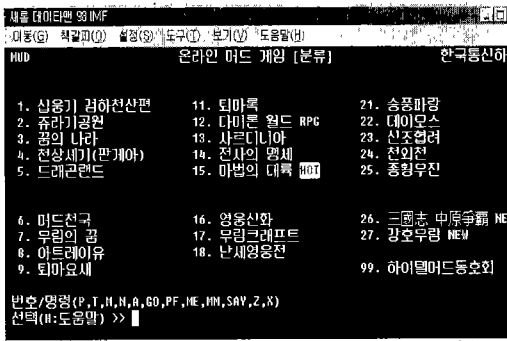 새롬 데이타맨 98 IMF
이동(G) 책갈피(J) 설정(S) 도구(T) 보기(V) 도움말(H)
MUD 온라인 머드 게임 [분류] 한국통신하
1. 십웅기 검하천산편 11. 퇴마록 21. 승풍파랑
2. 쥬라기공원 12. 다미론 월드 RPG 22. 데이모스
3. 꿈의 나라 13. 사르디니아 23. 신조협려
4. 천상세기(판게아) 14. 전사의 맹세 24. 천외천
5. 드래곤랜드 15. 마법의 대륙 HOT 25. 종횡무진
6. 머드천국 16. 영웅신화 26. 三國志 中原爭霸 NE
7. 무림의 꿈 17. 무림크래프트 27. 강호무림 NEW
8. 아트레이유 18. 난세영웅전
9. 퇴마요새 99. 하이텔머드동호회
번호/명령(P,T,H,N,A,GO,PF,ME,MN,SAY,Z,X)
선택(H:도움말) >>